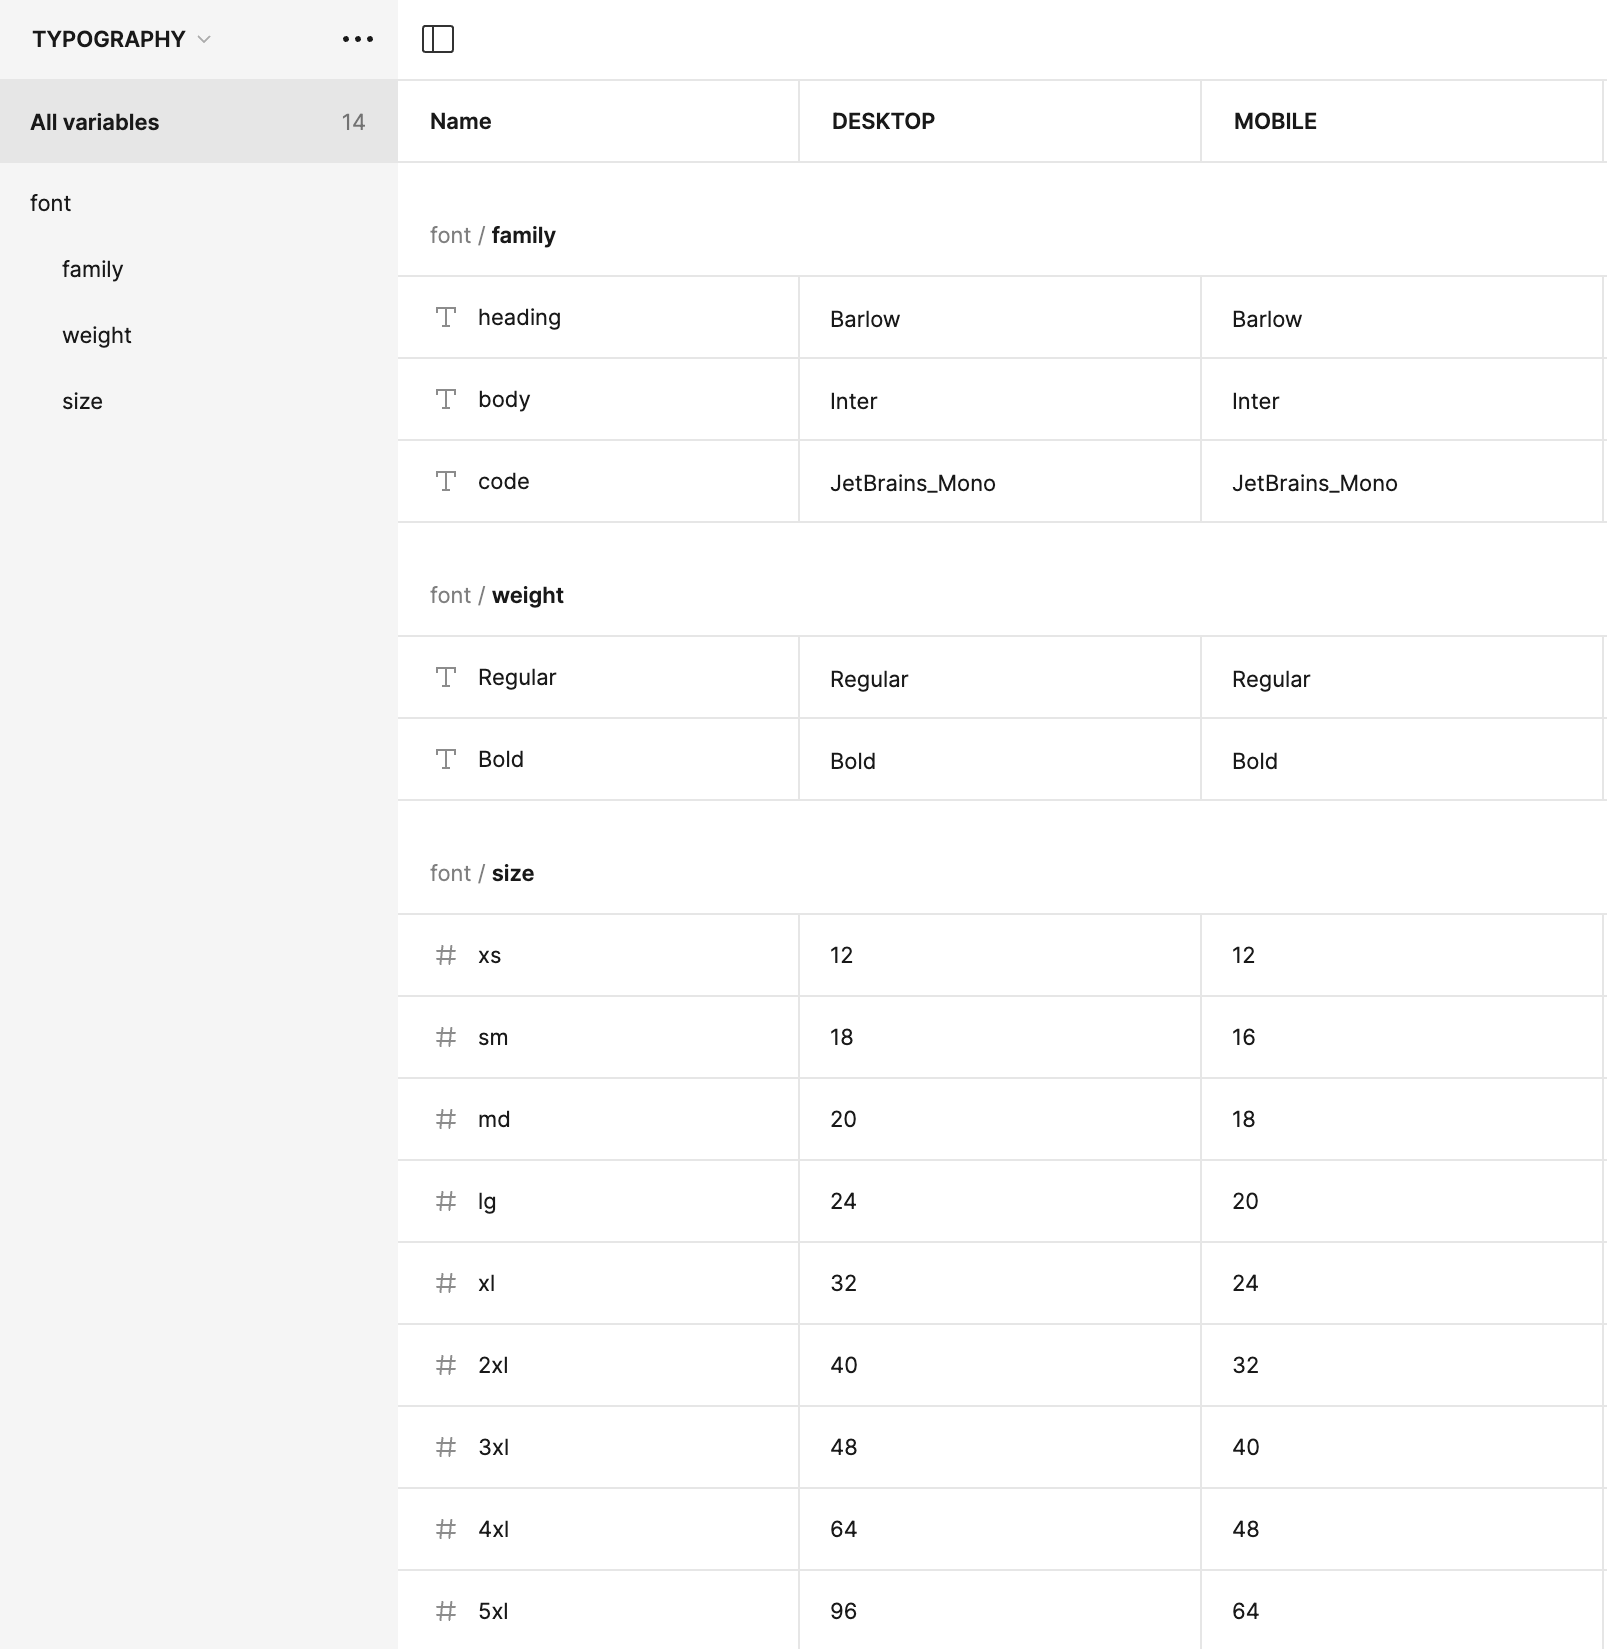 TYPOGRAPHY
All variables 14
font
family
weight
size
Name DESKTOP MOBILE
font / family
heading Barlow Barlow
body Inter Inter
code JetBrains_Mono JetBrains_Mono
font / weight
Regular Regular Regular
Bold Bold Bold
font / size
xs 12 12
sm 18 16
md 20 18
lg 24 20
xl 32 24
2xl 40 32
3xl 48 40
4xl 64 48
5xl 96 64